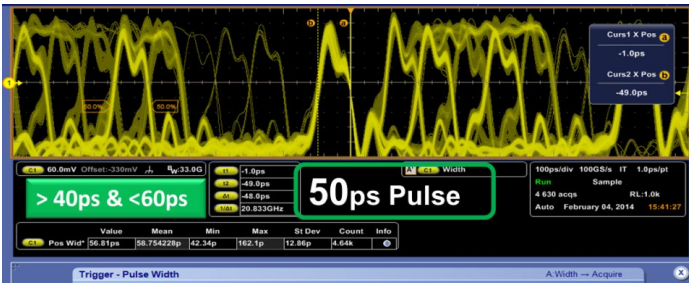 b a
Curs1 X Pos a
-1.0ps
Curs2 X Pos b
-49.0ps
1
50.0% 50.0%
C1 60.0mV Offset:-330mV BW:33.0G
t1 -1.0ps
t2 -49.0ps
Δt -48.0ps
1/Δt 20.833GHz
A' C1 Width
100ps/div 100GS/s IT 1.0ps/pt
Run Sample
4 630 acqs RL:1.0k
Auto February 04, 2014 15:41:27
> 40ps & <60ps
50ps Pulse
Value Mean Min Max St Dev Count Info
C1 Pos Wid* 56.81ps 58.754228p 42.34p 162.1p 12.86p 4.64k
Trigger - Pulse Width A:Width → Acquire X